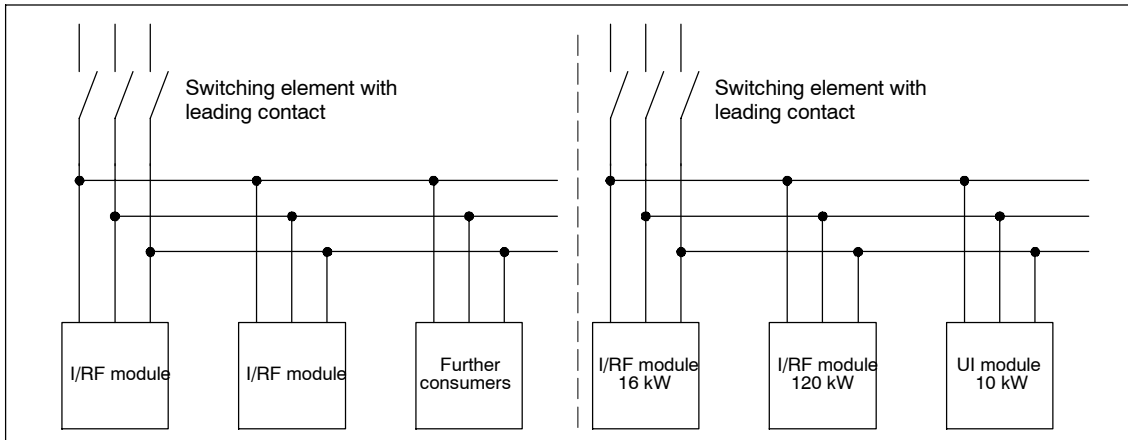 Switching element with
leading contact
I/RF module
I/RF module
Further
consumers
Switching element with
leading contact
I/RF module
16 kW
I/RF module
120 kW
UI module
10 kW